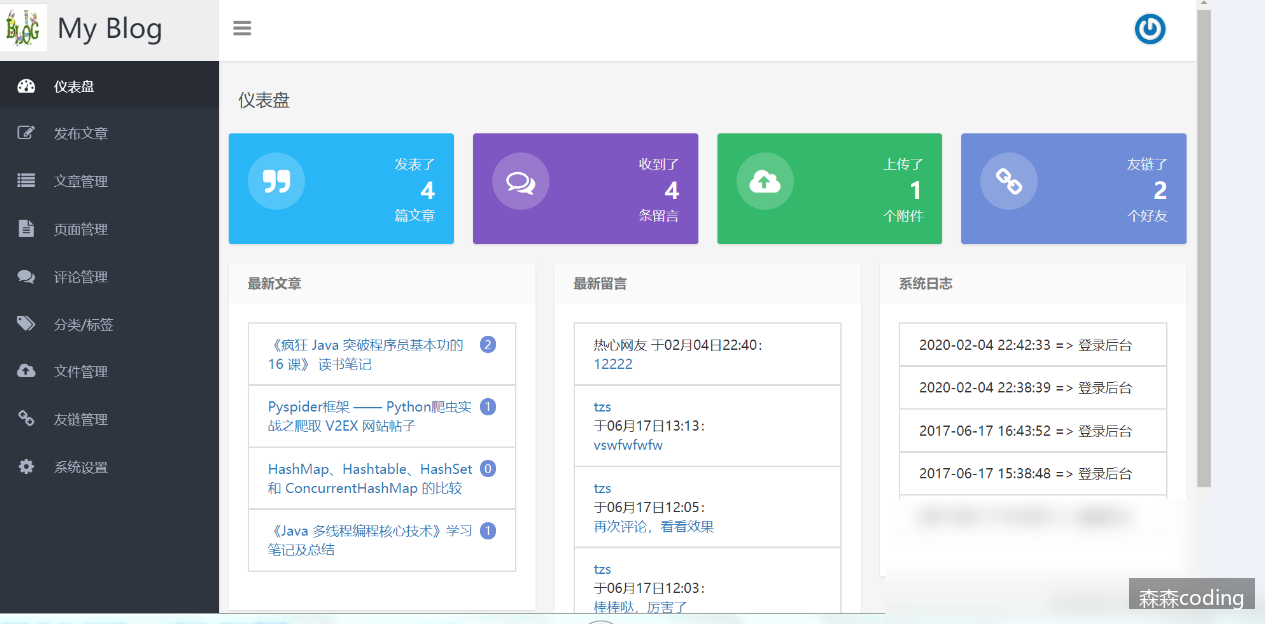 BLOG
My Blog
仪表盘
发布文章
文章管理
页面管理
评论管理
分类/标签
文件管理
友链管理
系统设置
仪表盘
发表了
4
篇文章
收到了
4
条留言
上传了
1
个附件
友链了
2
个好友
最新文章
《疯狂 Java 突破程序员基本功的 2
16 课》 读书笔记
Pyspider框架 —— Python爬虫实 1
战之爬取 V2EX 网站帖子
HashMap、Hashtable、HashSet 0
和 ConcurrentHashMap 的比较
《Java 多线程编程核心技术》学习 1
笔记及总结
最新留言
热心网友 于02月04日22:40：
12222
tzs
于06月17日13:13：
vswfwfwfw
tzs
于06月17日12:05：
再次评论，看看效果
tzs
于06月17日12:03：
棒棒哒，厉害了
系统日志
2020-02-04 22:42:33 => 登录后台
2020-02-04 22:38:39 => 登录后台
2017-06-17 16:43:52 => 登录后台
2017-06-17 15:38:48 => 登录后台
森森coding